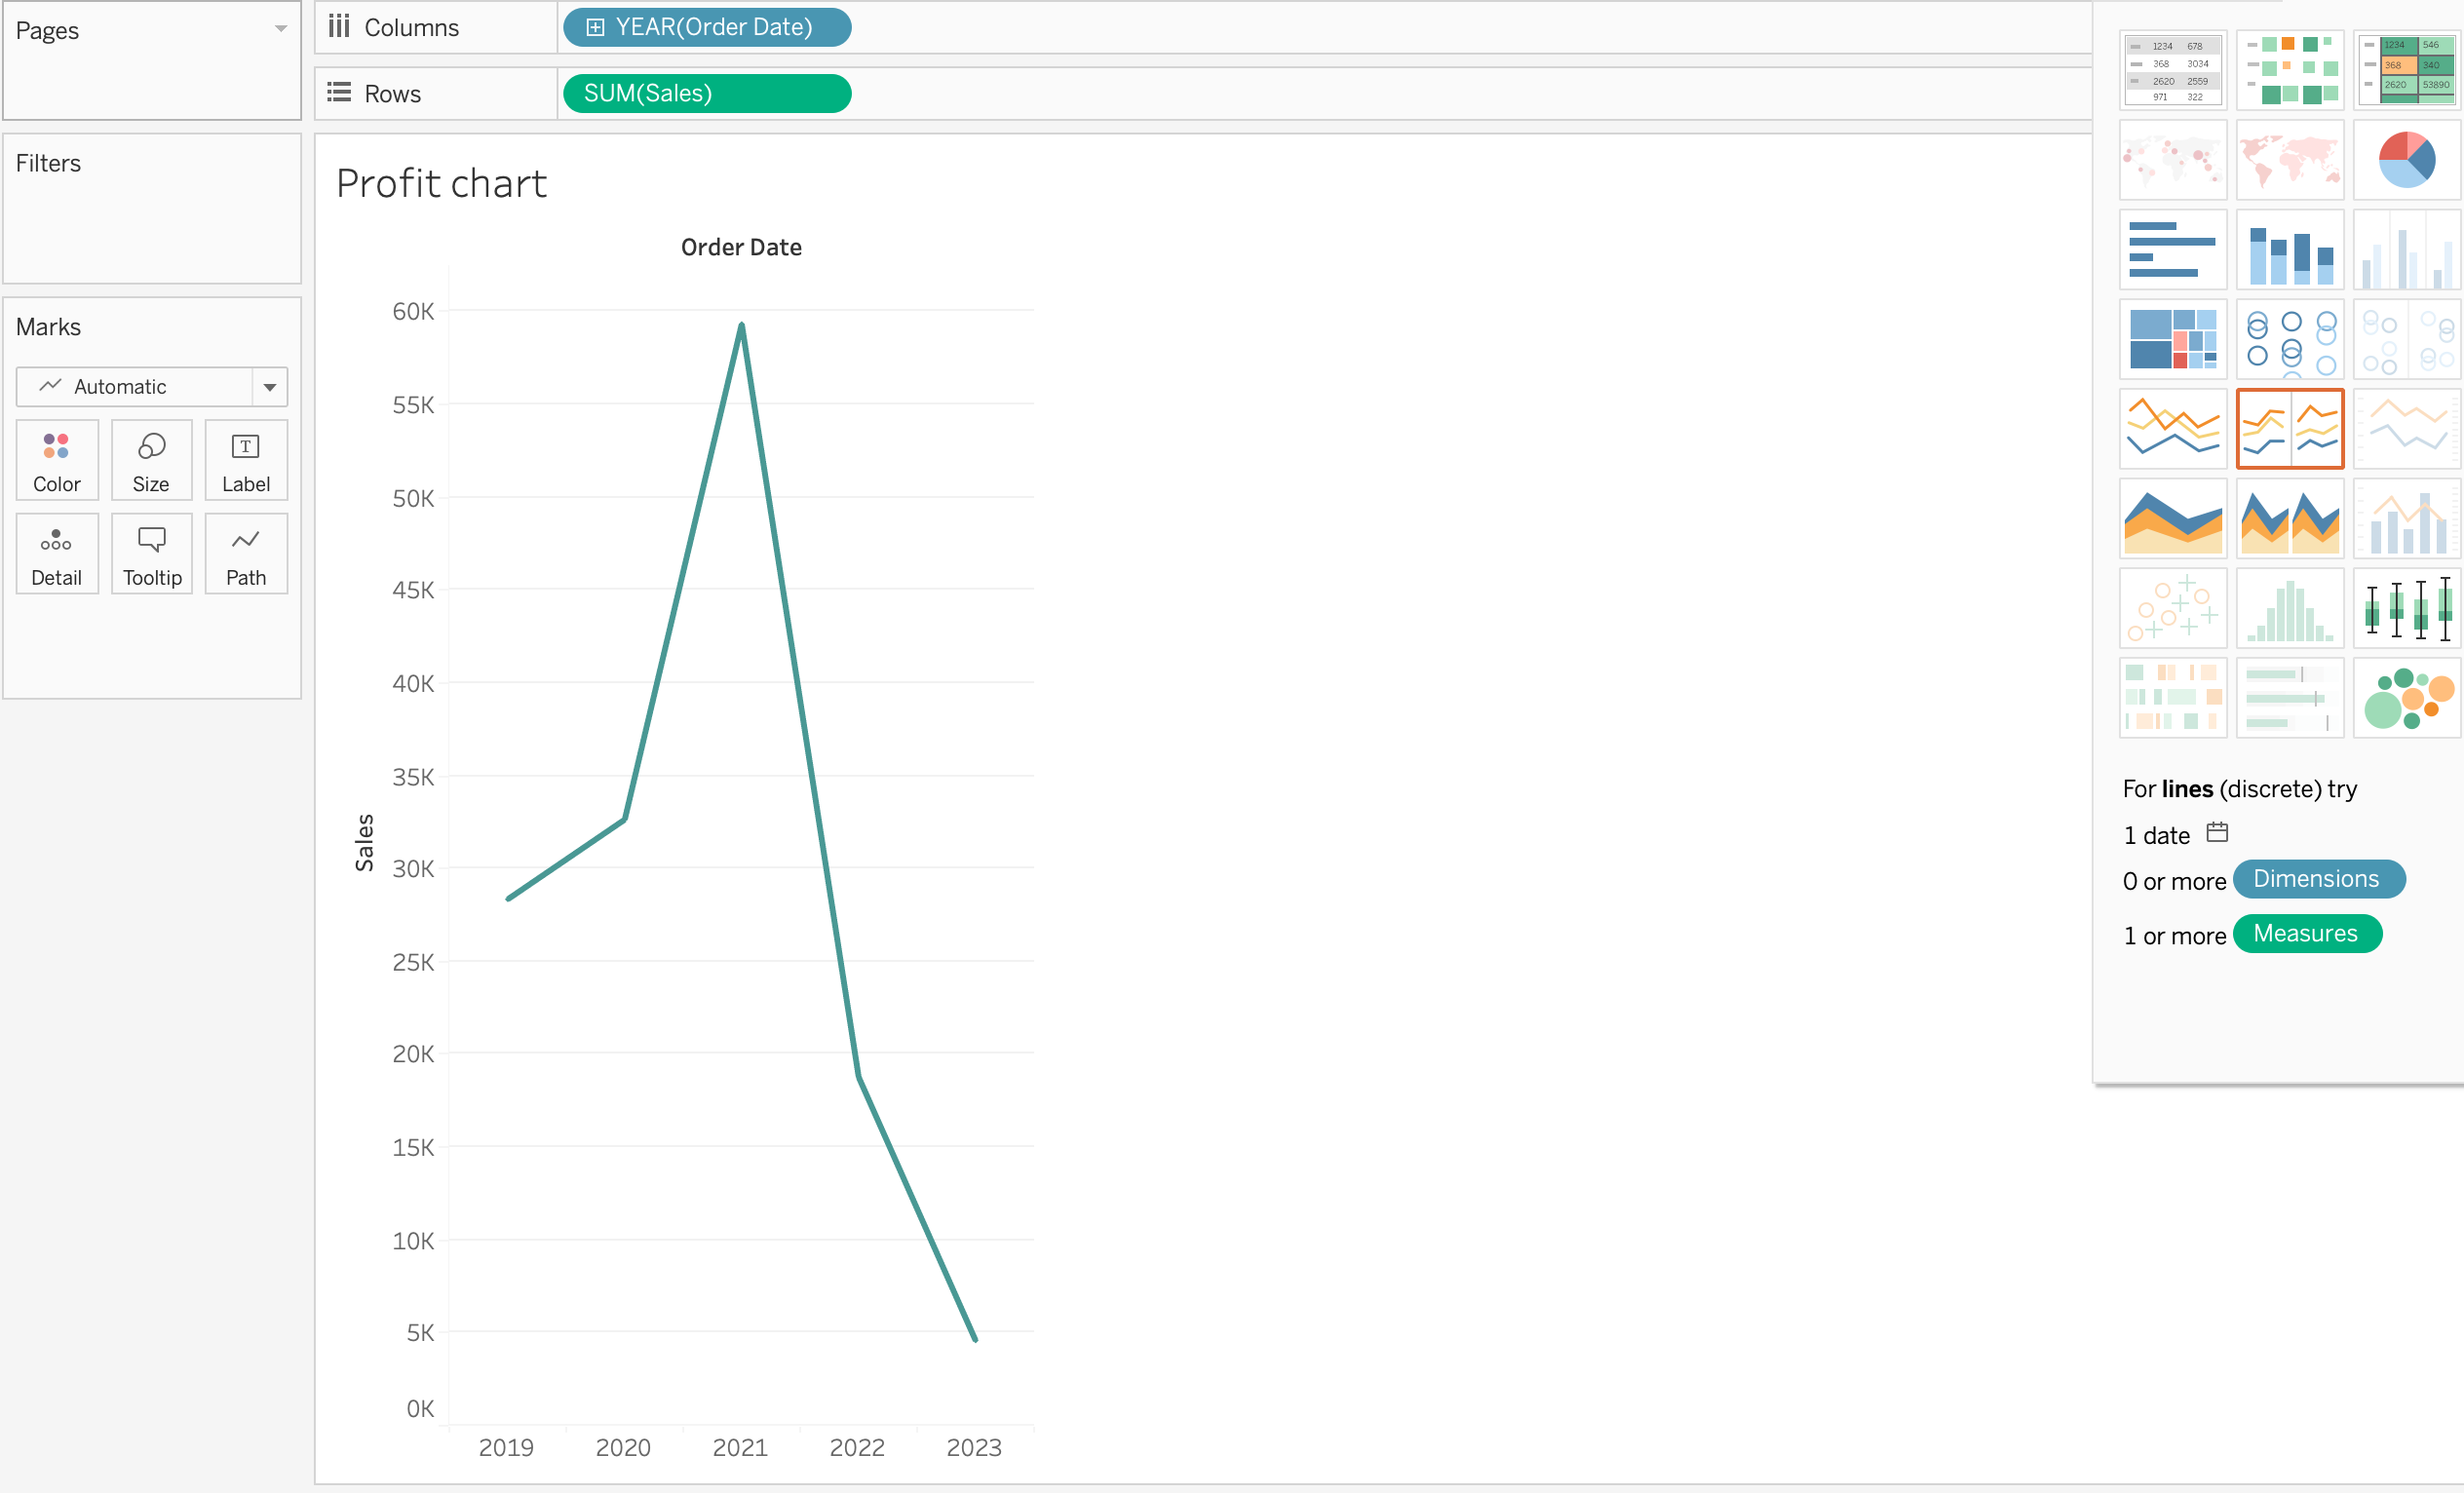 Pages
Filters
Marks
Automatic
Color Size Label
Detail Tooltip Path
Columns YEAR(Order Date)
Rows SUM(Sales)
Profit chart
Order Date
60K
55K
50K
45K
40K
35K
30K
25K
20K
15K
10K
5K
0K
Sales
2019 2020 2021 2022 2023
1234 678
368 3034
2620 2559
971 322
1234 546
368 340
2620 53890
For lines (discrete) try
1 date
0 or more Dimensions
1 or more Measures